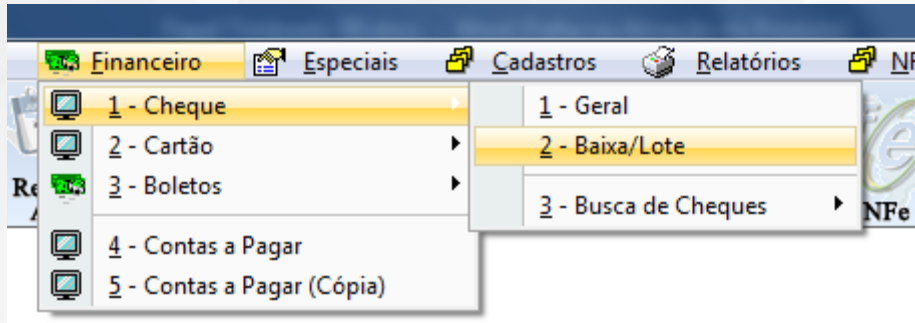 Financeiro Especiais Cadastros Relatórios
1 - Cheque
2 - Cartão
3 - Boletos
4 - Contas a Pagar
5 - Contas a Pagar (Cópia)
1 - Geral
2 - Baixa/Lote
3 - Busca de Cheques
NFe